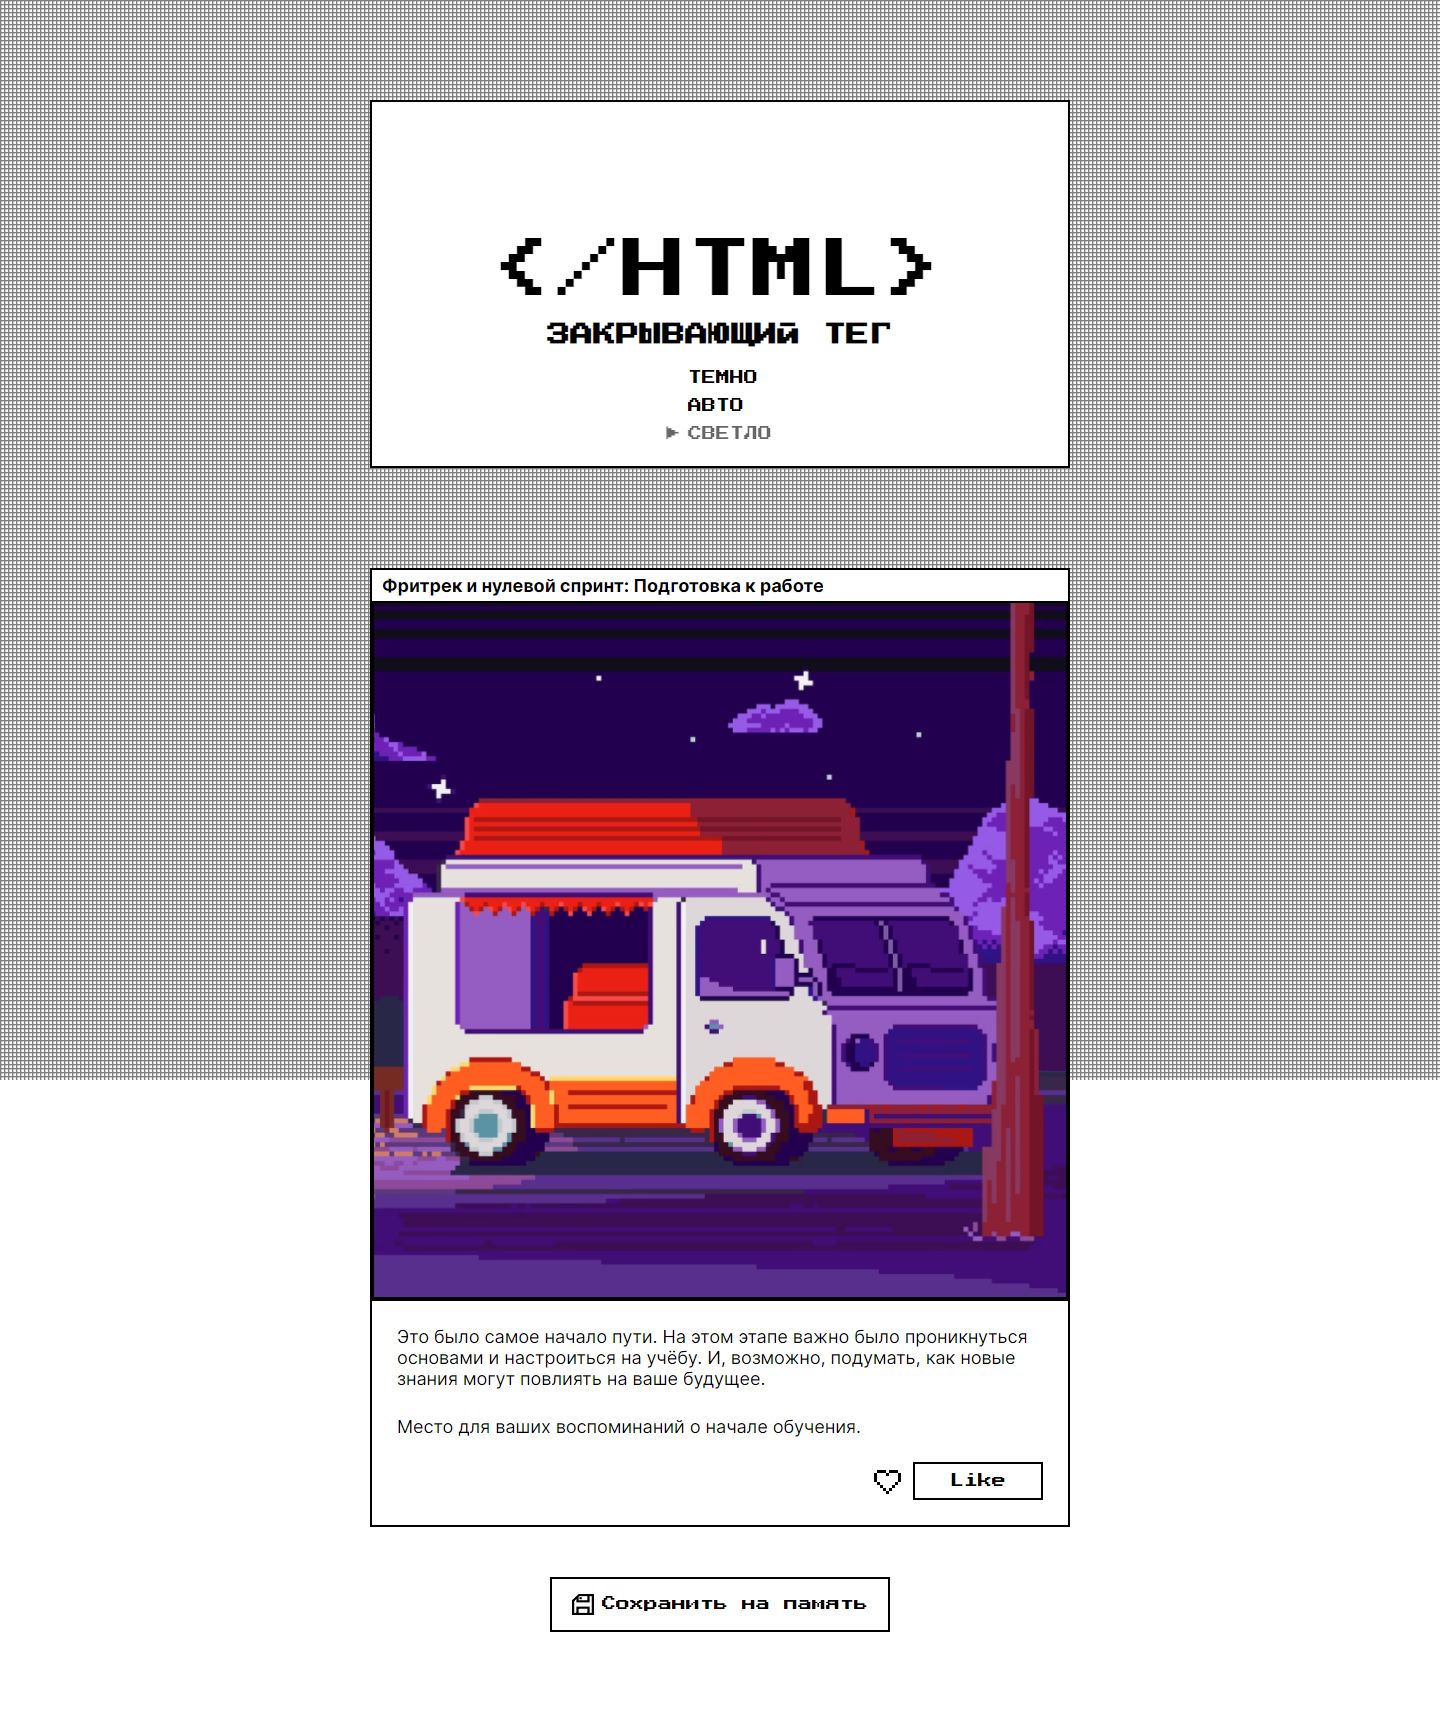 </HTML>
ЗАКРЫВАЮЩИЙ ТЕГ
ТЕМНО
АВТО
▶ СВЕТЛО
Фритрек и нулевой спринт: Подготовка к работе
Это было самое начало пути. На этом этапе важно было проникнуться
основами и настроиться на учёбу. И, возможно, подумать, как новые
знания могут повлиять на ваше будущее.
Место для ваших воспоминаний о начале обучения.
Like
Сохранить на память